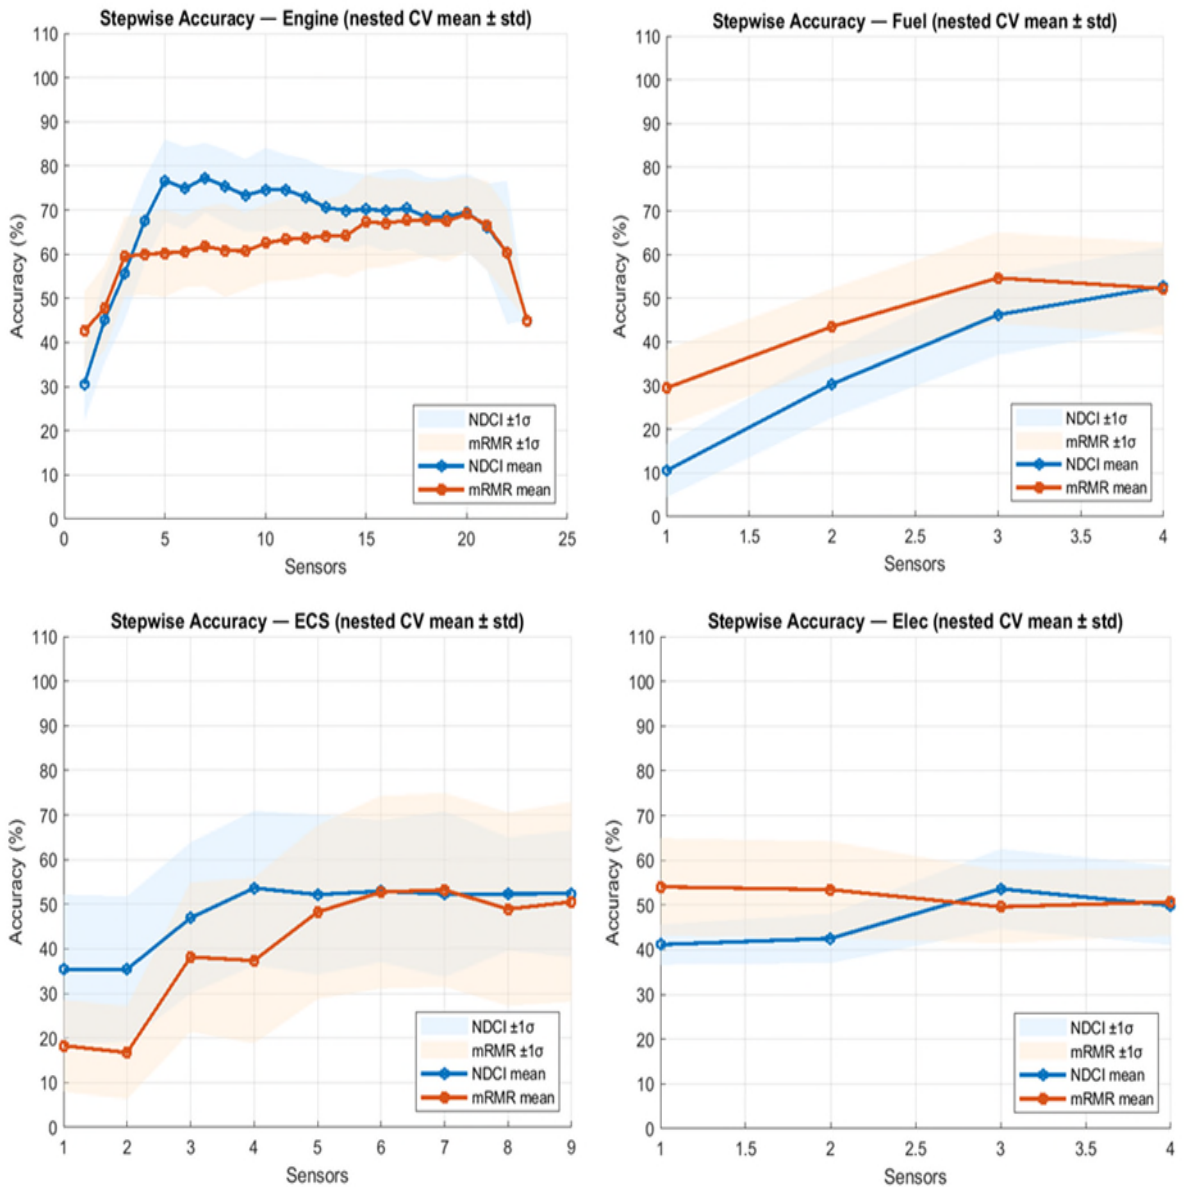 Stepwise Accuracy — Engine (nested CV mean ± std)
110
100
90
80
70
60
50
40
30
20
10
0
Accuracy (%)
0 5 10 15 20 25
Sensors
NDCI ±1σ
mRMR ±1σ
NDCI mean
mRMR mean
Stepwise Accuracy — Fuel (nested CV mean ± std)
110
100
90
80
70
60
50
40
30
20
10
0
Accuracy (%)
1 1.5 2 2.5 3 3.5 4
Sensors
NDCI ±1σ
mRMR ±1σ
NDCI mean
mRMR mean
Stepwise Accuracy — ECS (nested CV mean ± std)
110
100
90
80
70
60
50
40
30
20
10
0
Accuracy (%)
1 2 3 4 5 6 7 8 9
Sensors
NDCI ±1σ
mRMR ±1σ
NDCI mean
mRMR mean
Stepwise Accuracy — Elec (nested CV mean ± std)
110
100
90
80
70
60
50
40
30
20
10
0
Accuracy (%)
1 1.5 2 2.5 3 3.5 4
Sensors
NDCI ±1σ
mRMR ±1σ
NDCI mean
mRMR mean